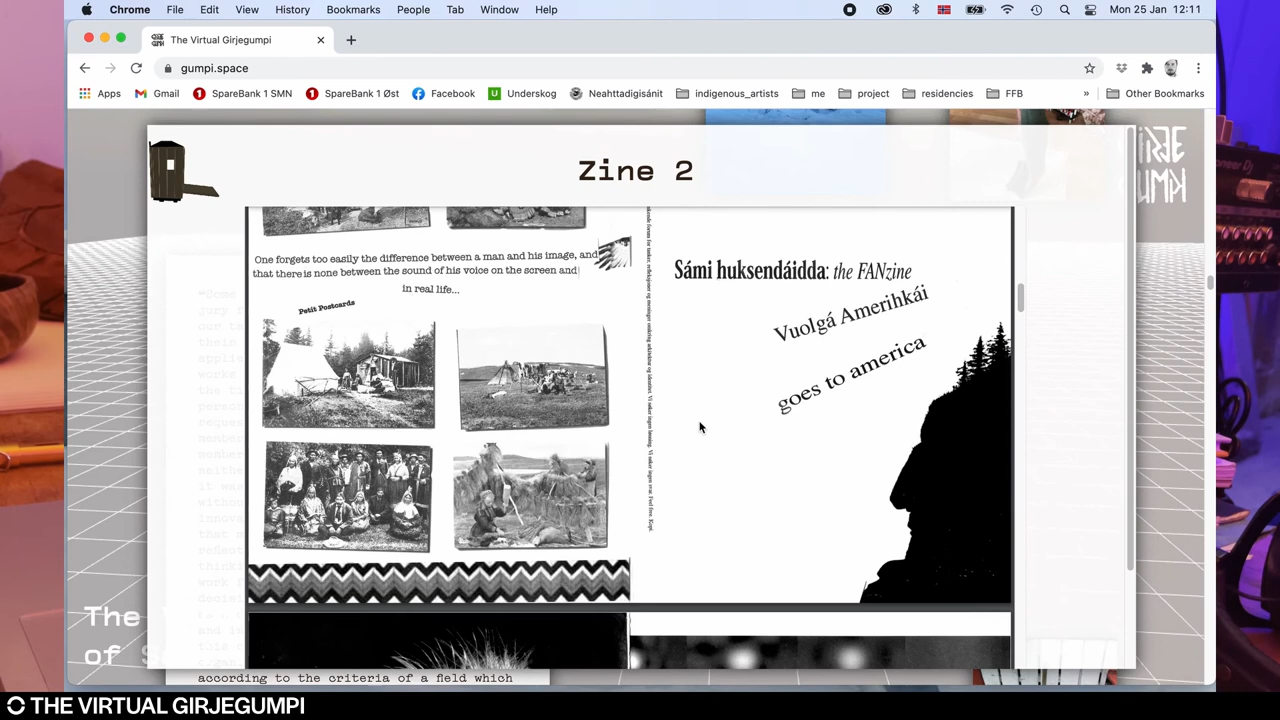 Chrome File Edit View History Bookmarks People Tab Window Help Mon 25 Jan 12:11
The Virtual Girjegumpi
gumpi.space
Apps Gmail SpareBank 1 SMN SpareBank 1 Øst Facebook Underskog Neahttadigisánit indigenous_artists me project residencies FFB » Other Bookmarks
Zine 2
One forgets too easily the difference between a man and his image, and
that there is none between the sound of his voice on the screen and
in real life...
Petit Postcards
Sámi huksendáidda: the FANzine
Vuolgá Amerihkái
goes to america
The
of
according to the criteria of a field which
THE VIRTUAL GIRJEGUMPI